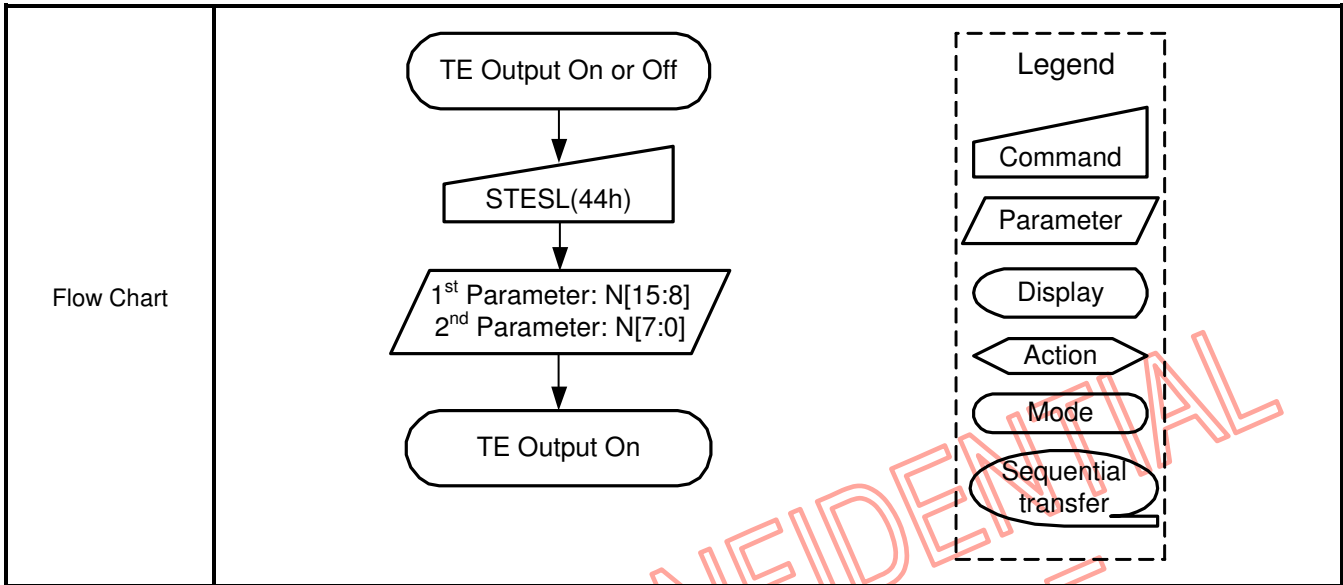 Flow Chart
TE Output On or Off
STESL(44h)
1st Parameter: N[15:8]
2nd Parameter: N[7:0]
TE Output On
Legend
Command
Parameter
Display
Action
Mode
Sequential
transfer